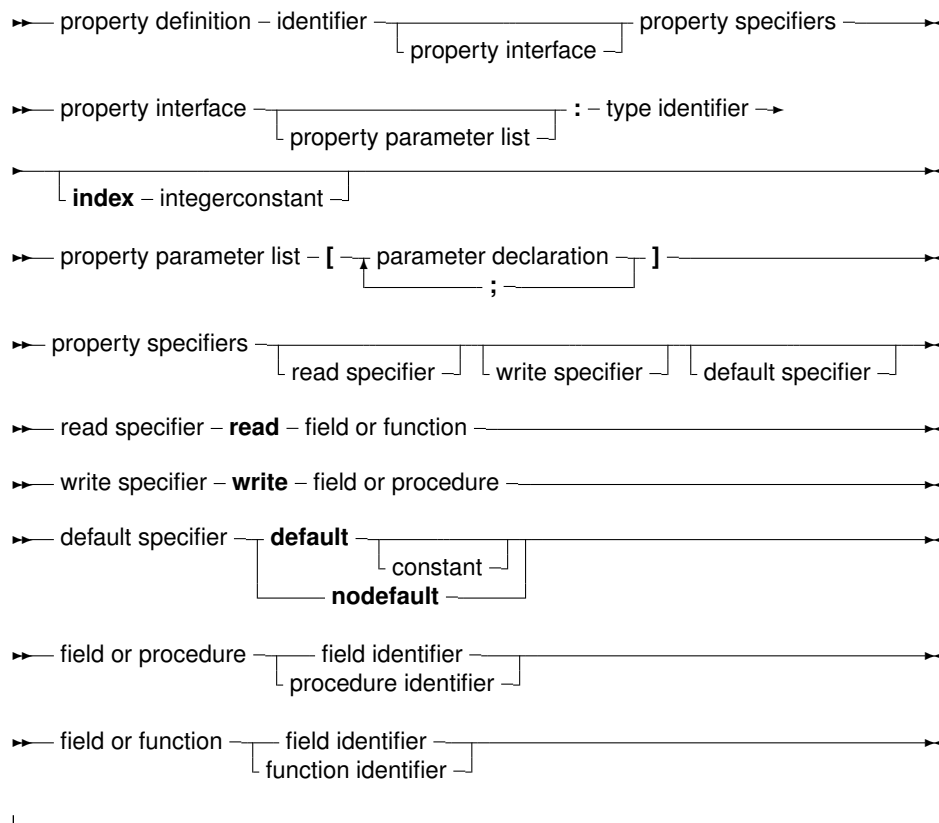 property definition – identifier property specifiers
property interface
property interface : – type identifier
property parameter list
index – integerconstant
property parameter list – [ parameter declaration ]
;
property specifiers
read specifier write specifier default specifier
read specifier – read – field or function
write specifier – write – field or procedure
default specifier default
constant
nodefault
field or procedure field identifier
procedure identifier
field or function field identifier
function identifier